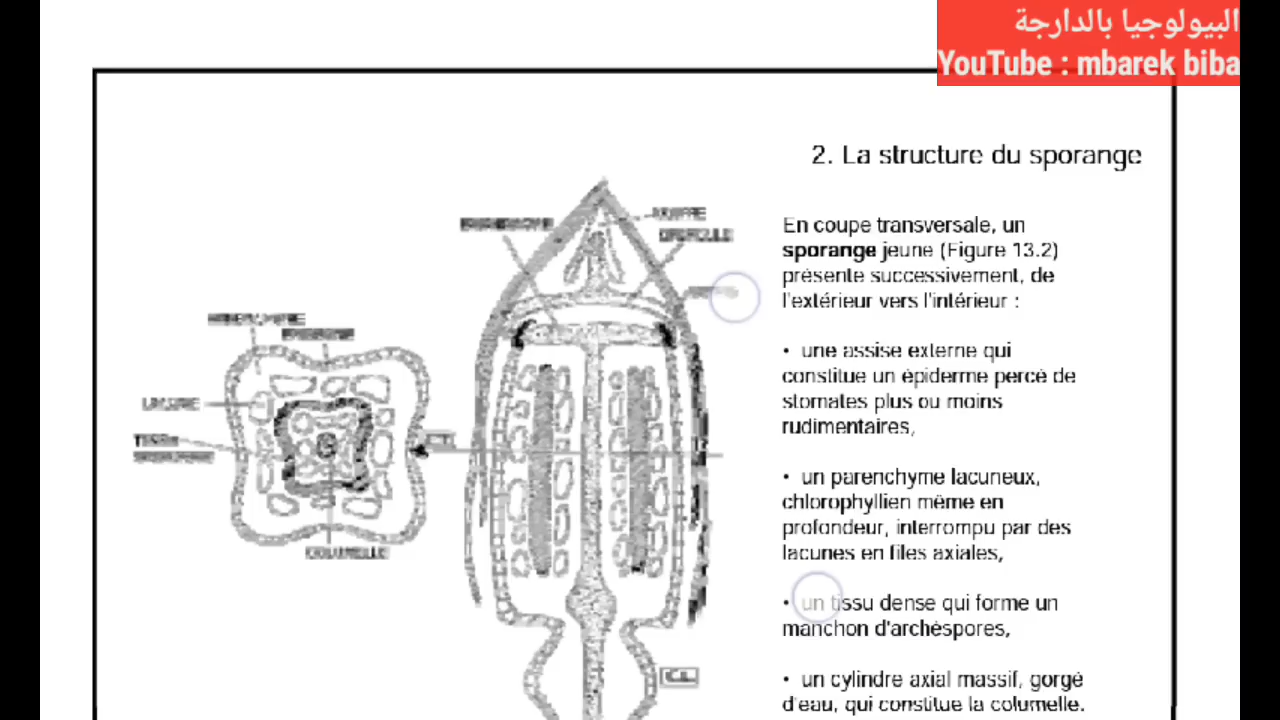 البيولوجيا بالدارجة
YouTube : mbarek biba
2. La structure du sporange
En coupe transversale, un
sporange jeune (Figure 13.2)
présente successivement, de
l'extérieur vers l'intérieur :
• une assise externe qui
constitue un épiderme percé de
stomates plus ou moins
rudimentaires,
• un parenchyme lacuneux,
chlorophyllien même en
profondeur, interrompu par des
lacunes en files axiales,
• un tissu dense qui forme un
manchon d'archéspores,
• un cylindre axial massif, gorgé
d'eau, qui constitue la columelle.
OPERCULE
LACUNE
TISSU
COLUMELLE